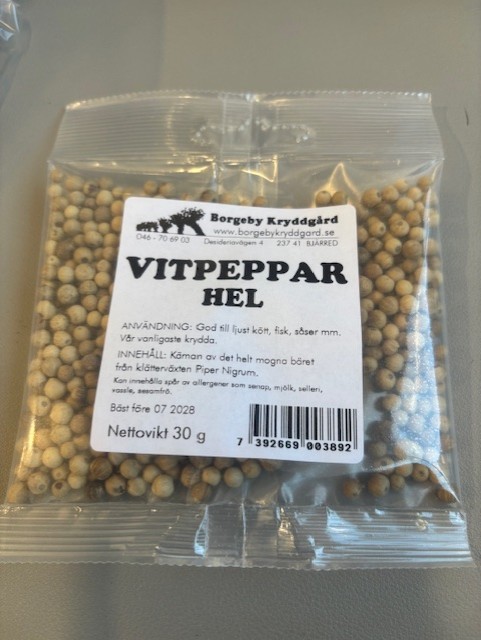 Borgeby Kryddgård
www.borgebykryddgard.se
046 - 70 69 03
Desideriavägen 4 237 41 BJÄRRED
VITPEPPAR
HEL
ANVÄNDNING: God till ljust kött, fisk, såser mm.
Vår vanligaste krydda.
INNEHÅLL: Kärnan av det helt mogna bäret
från klätterväxten Piper Nigrum.
Kan innehålla spår av allergener som senap, mjölk, selleri,
vassle, sesamfrö.
Bäst före 07 2028
Nettovikt 30 g
7 392669 003892